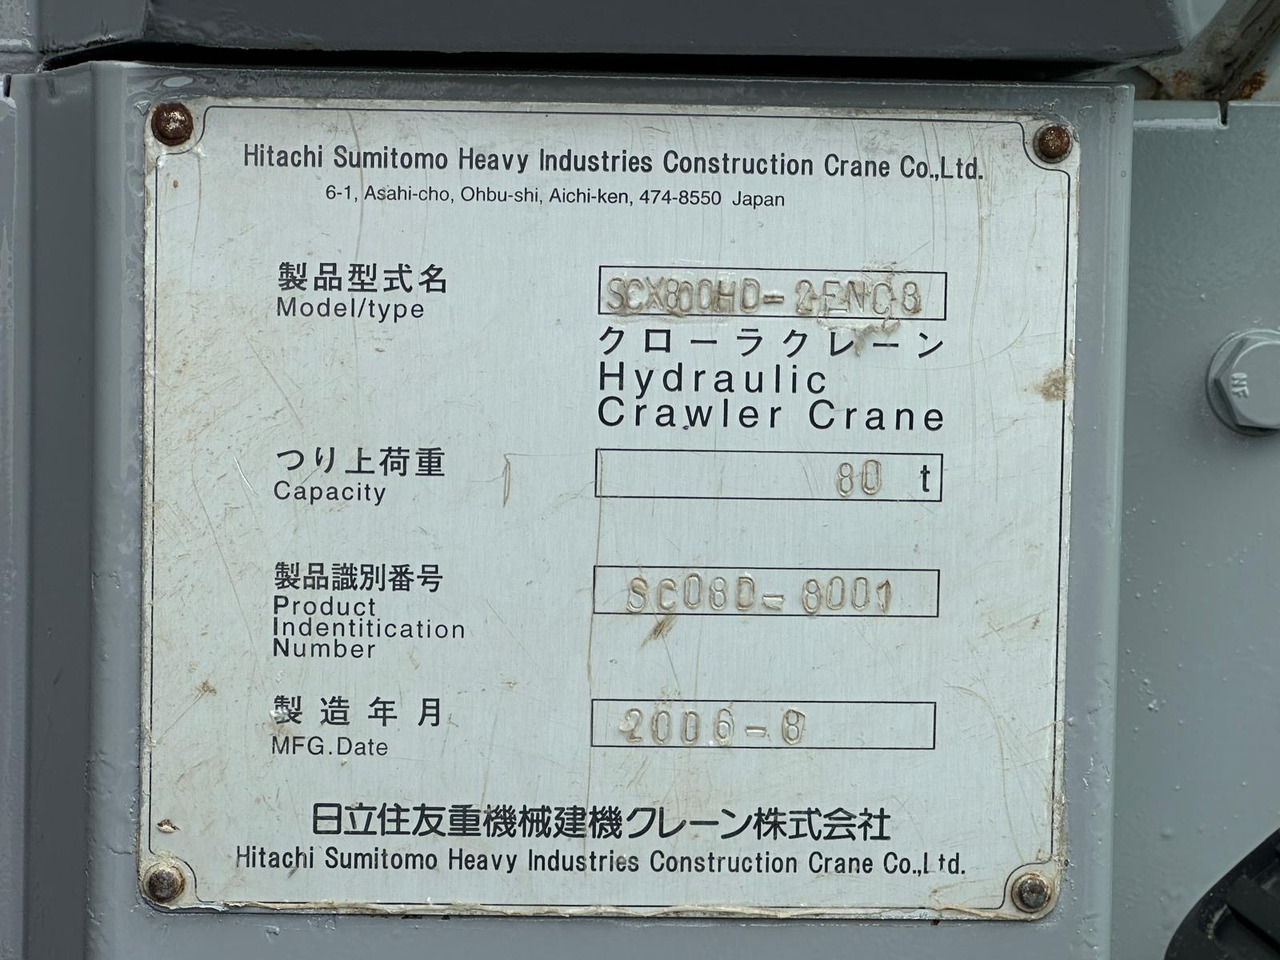 Hitachi Sumitomo Heavy Industries Construction Crane Co.,Ltd.
6-1, Asahi-cho, Ohbu-shi, Aichi-ken, 474-8550 Japan
製品型式名
Model/type
SCX800HD-2ENC3
クローラクレーン
Hydraulic
Crawler Crane
つり上荷重
Capacity
80 t
製品識別番号
Product
Indentitication
Number
SC08D-8001
製造年月
MFG.Date
2006-8
日立住友重機械建機クレーン株式会社
Hitachi Sumitomo Heavy Industries Construction Crane Co.,Ltd.
NF